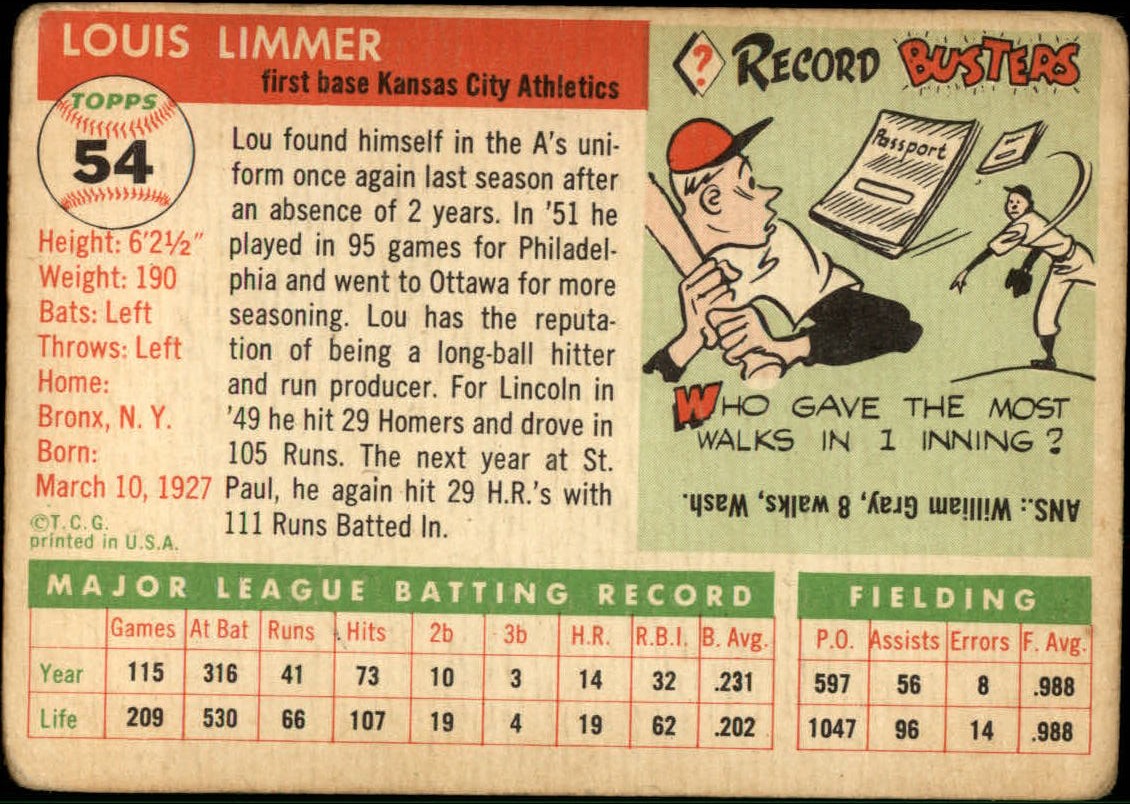 LOUIS LIMMER
first base Kansas City Athletics
TOPPS
54
Height: 6'2½"
Weight: 190
Bats: Left
Throws: Left
Home:
Bronx, N. Y.
Born:
March 10, 1927
©T.C.G.
printed in U.S.A.
Lou found himself in the A's uni-
form once again last season after
an absence of 2 years. In '51 he
played in 95 games for Philadel-
phia and went to Ottawa for more
seasoning. Lou has the reputa-
tion of being a long-ball hitter
and run producer. For Lincoln in
'49 he hit 29 Homers and drove in
105 Runs. The next year at St.
Paul, he again hit 29 H.R.'s with
111 Runs Batted In.
? RECORD BUSTERS
Passport
WHO GAVE THE MOST
WALKS IN 1 INNING?
ANS.: William Gray, 8 walks, Wash.
MAJOR LEAGUE BATTING RECORD
Games At Bat Runs Hits 2b 3b H.R. R.B.I. B. Avg.
Year 115 316 41 73 10 3 14 32 .231
Life 209 530 66 107 19 4 19 62 .202
FIELDING
P.O. Assists Errors F. Avg.
597 56 8 .988
1047 96 14 .988